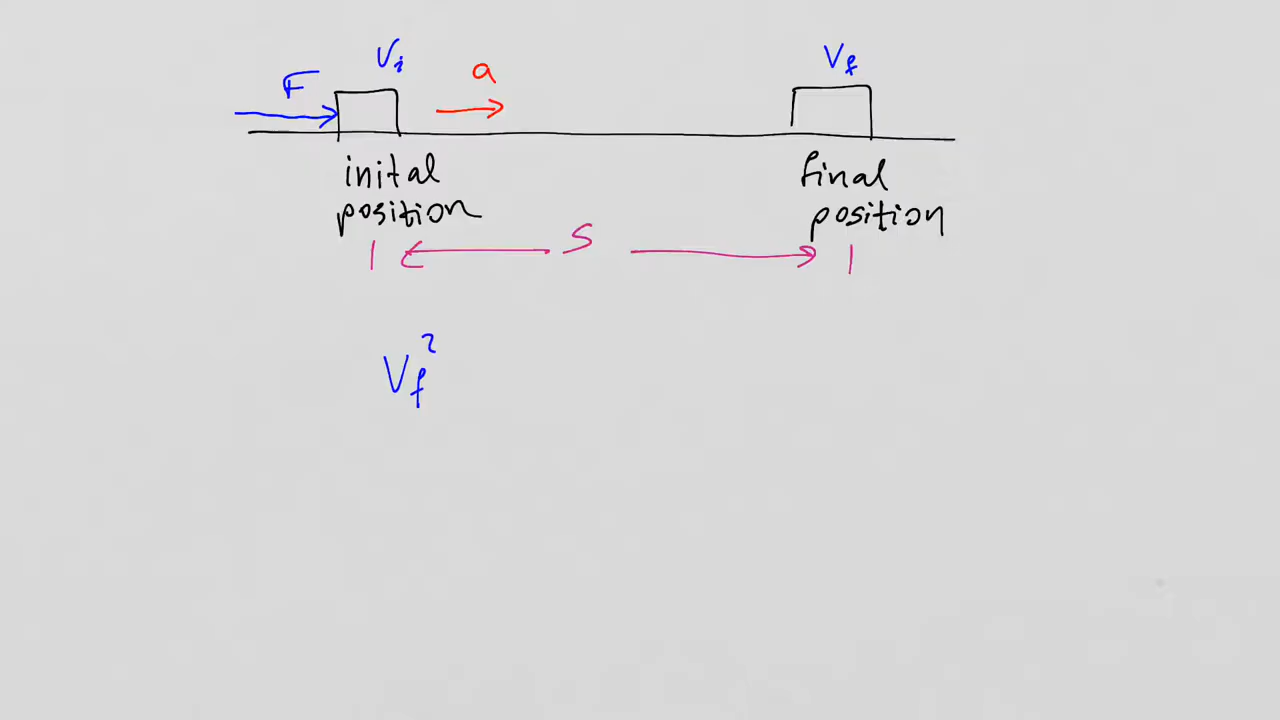 F Vi a Vf
inital final
position position
S
Vf²